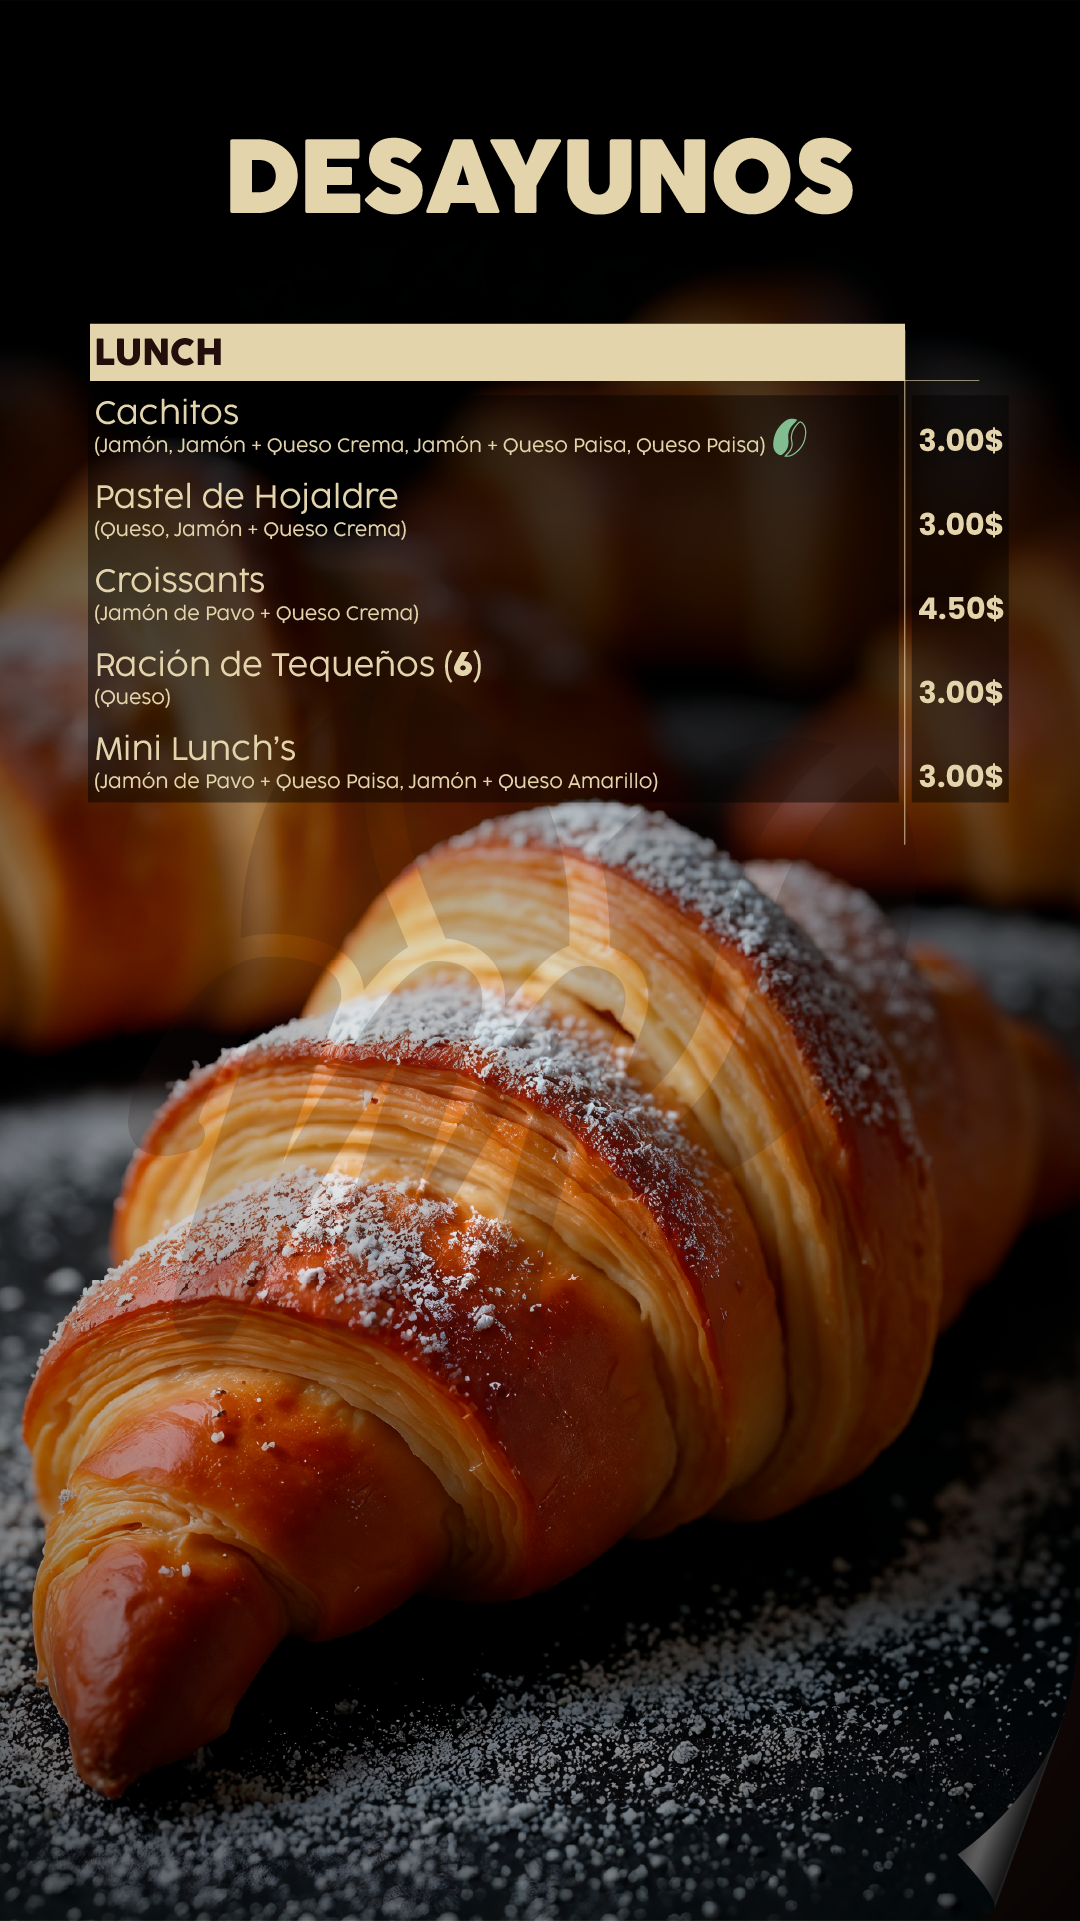 DESAYUNOS
LUNCH
Cachitos
(Jamón, Jamón + Queso Crema, Jamón + Queso Paisa, Queso Paisa)
3.00$
Pastel de Hojaldre
(Queso, Jamón + Queso Crema)
3.00$
Croissants
(Jamón de Pavo + Queso Crema)
4.50$
Ración de Tequeños (6)
(Queso)
3.00$
Mini Lunch's
(Jamón de Pavo + Queso Paisa, Jamón + Queso Amarillo)
3.00$